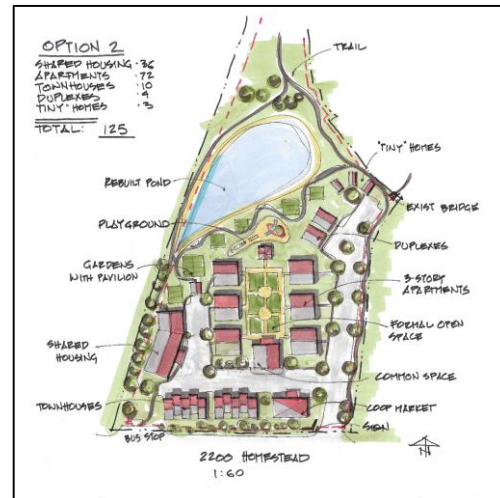 OPTION 2
SHARED HOUSING · 36
APARTMENTS · 72
TOWNHOUSES · 10
DUPLEXES · 4
TINY HOMES · 3
TOTAL: 125
TRAIL
"TINY" HOMES
REBUILT POND
EXIST BRIDGE
PLAYGROUND
DUPLEXES
GARDENS
WITH PAVILION
3-STORY
APARTMENTS
FORMAL OPEN
SPACE
SHARED
HOUSING
COMMON SPACE
TOWNHOUSES
COOP MARKET
SIGN
BUS STOP
2200 HOMESTEAD
1:60
N